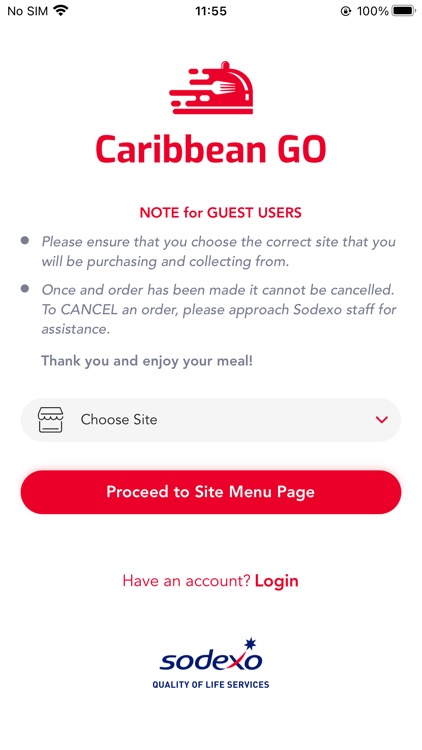 No SIM 11:55 100%
Caribbean GO
NOTE for GUEST USERS
Please ensure that you choose the correct site that you
will be purchasing and collecting from.
Once and order has been made it cannot be cancelled.
To CANCEL an order, please approach Sodexo staff for
assistance.
Thank you and enjoy your meal!
Choose Site
Proceed to Site Menu Page
Have an account? Login
sodexo
QUALITY OF LIFE SERVICES